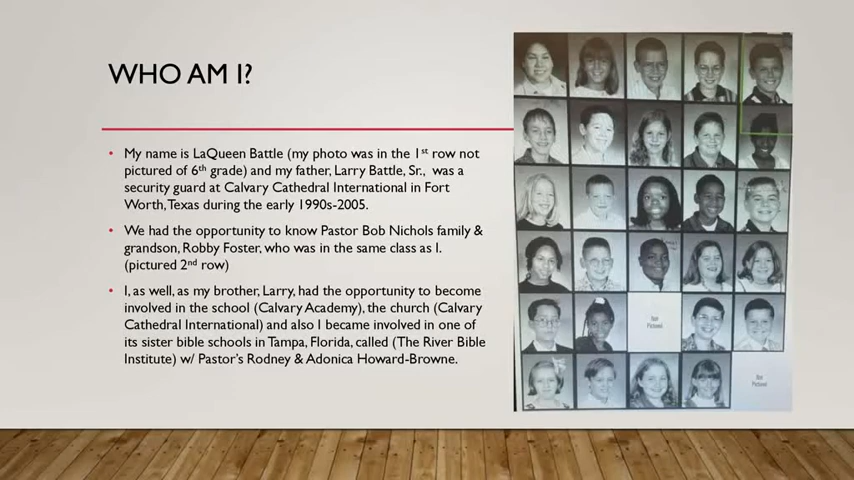 WHO AM I?
• My name is LaQueen Battle (my photo was in the 1st row not
pictured of 6th grade) and my father, Larry Battle, Sr., was a
security guard at Calvary Cathedral International in Fort
Worth, Texas during the early 1990s-2005.
• We had the opportunity to know Pastor Bob Nichols family &
grandson, Robby Foster, who was in the same class as I.
(pictured 2nd row)
• I, as well, as my brother, Larry, had the opportunity to become
involved in the school (Calvary Academy), the church (Calvary
Cathedral International) and also I became involved in one of
its sister bible schools in Tampa, Florida, called (The River Bible
Institute) w/ Pastor's Rodney & Adonica Howard-Browne.
Not
Pictured
Not
Pictured